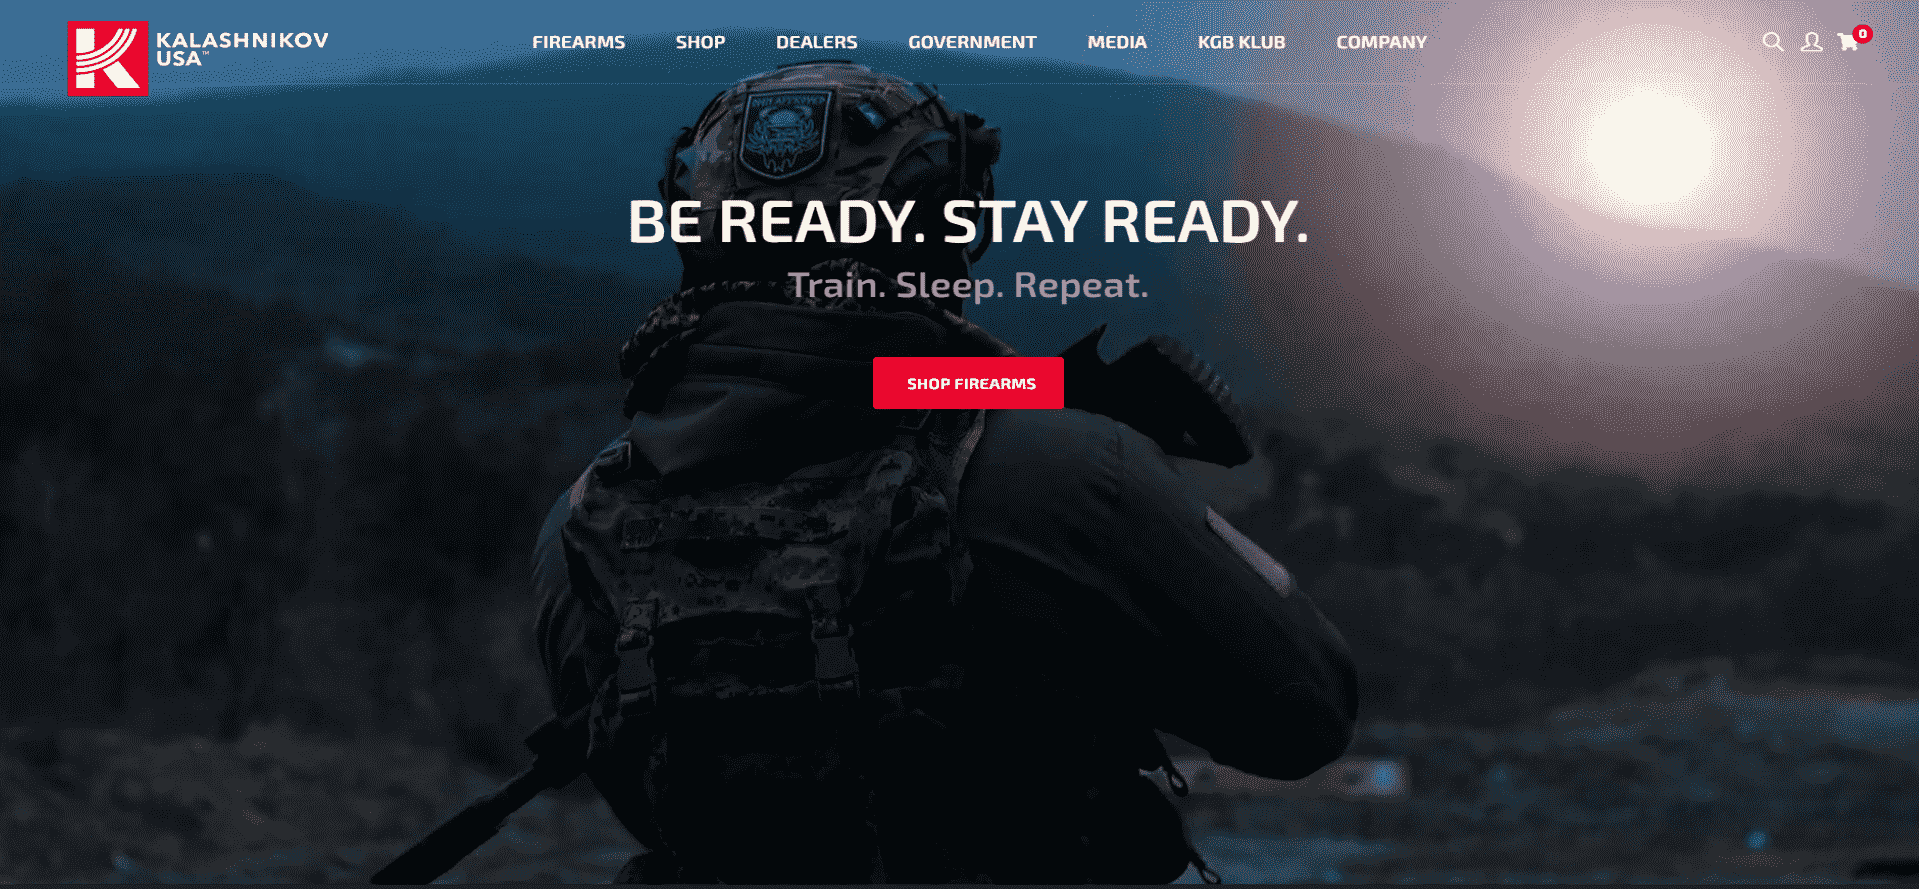 KALASHNIKOV
USA™
FIREARMS SHOP DEALERS GOVERNMENT MEDIA KGB KLUB COMPANY
0
BE READY. STAY READY.
Train. Sleep. Repeat.
SHOP FIREARMS